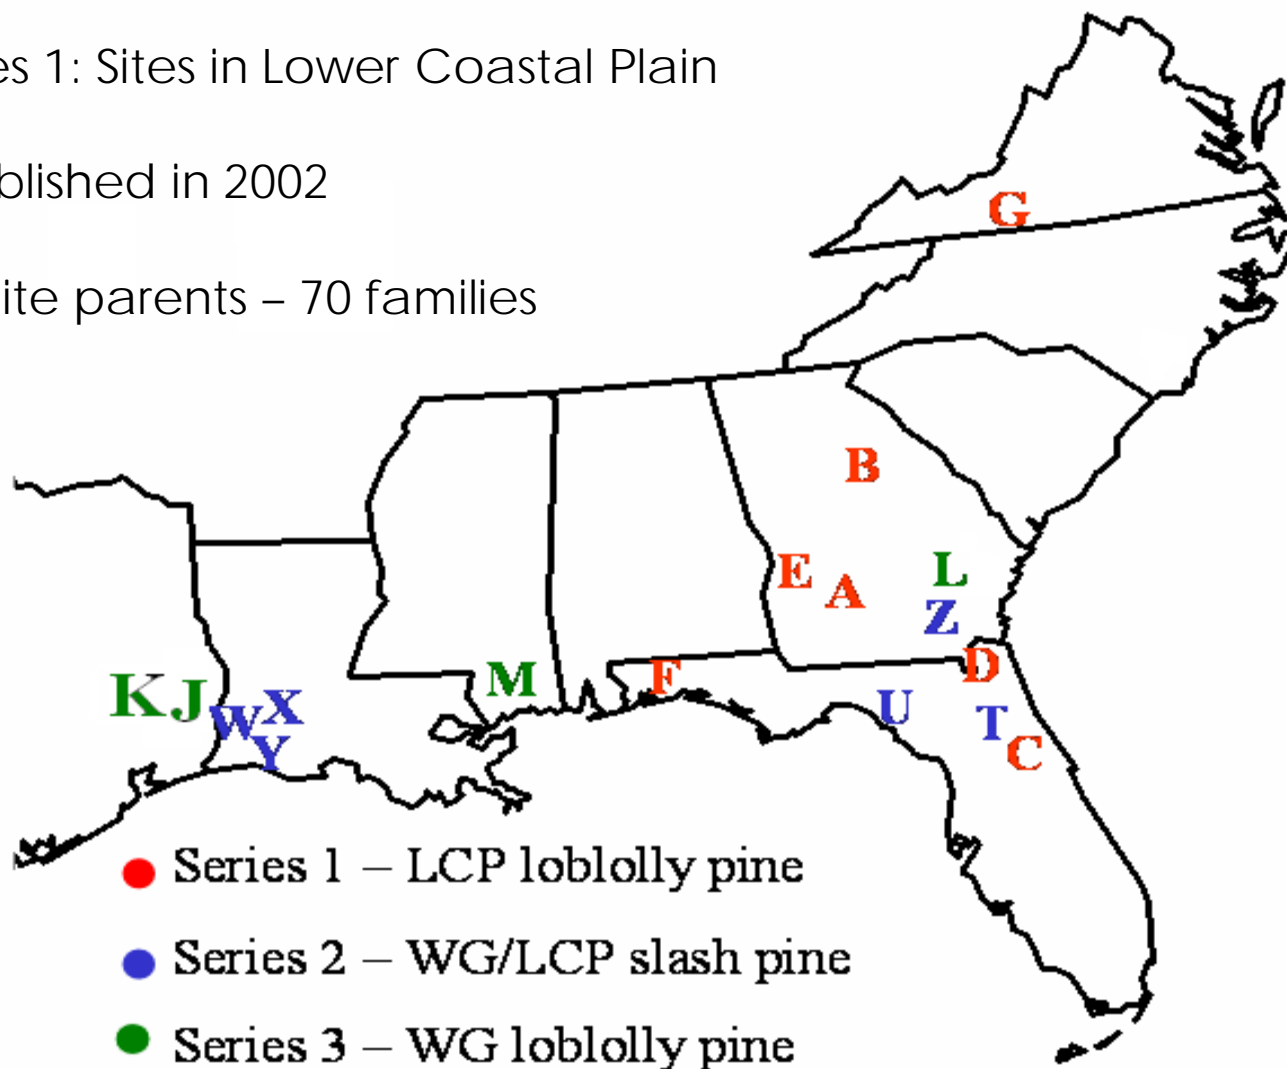 es 1: Sites in Lower Coastal Plain
blished in 2002
ite parents – 70 families
G
B
E
A
L
Z
D
F
M
K
J
W
X
Y
U
T
C
Series 1 – LCP loblolly pine
Series 2 – WG/LCP slash pine
Series 3 – WG loblolly pine